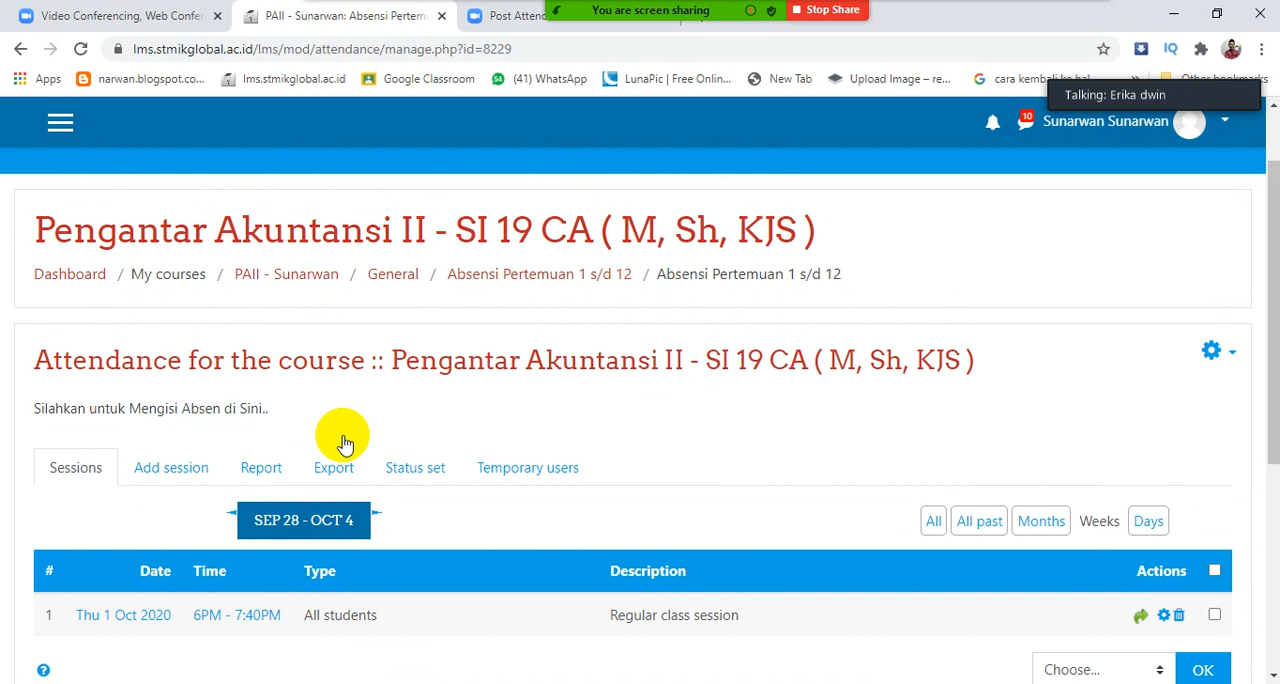 Video Conferencing, Web Confer
PAII - Sunarwan: Absensi Pertem
Post Attend
You are screen sharing
Stop Share
lms.stmikglobal.ac.id/lms/mod/attendance/manage.php?id=8229
IQ
Apps
narwan.blogspot.co...
lms.stmikglobal.ac.id
Google Classroom
(41) WhatsApp
LunaPic | Free Onlin...
New Tab
Upload Image – re...
cara kembali ke hal
Other bookmarks
Talking: Erika dwin
10
Sunarwan Sunarwan
Pengantar Akuntansi II - SI 19 CA ( M, Sh, KJS )
Dashboard / My courses / PAII - Sunarwan / General / Absensi Pertemuan 1 s/d 12 / Absensi Pertemuan 1 s/d 12
Attendance for the course :: Pengantar Akuntansi II - SI 19 CA ( M, Sh, KJS )
Silahkan untuk Mengisi Absen di Sini..
Sessions Add session Report Export Status set Temporary users
SEP 28 - OCT 4
All All past Months Weeks Days
# Date Time Type Description Actions
1 Thu 1 Oct 2020 6PM - 7:40PM All students Regular class session
Choose... OK